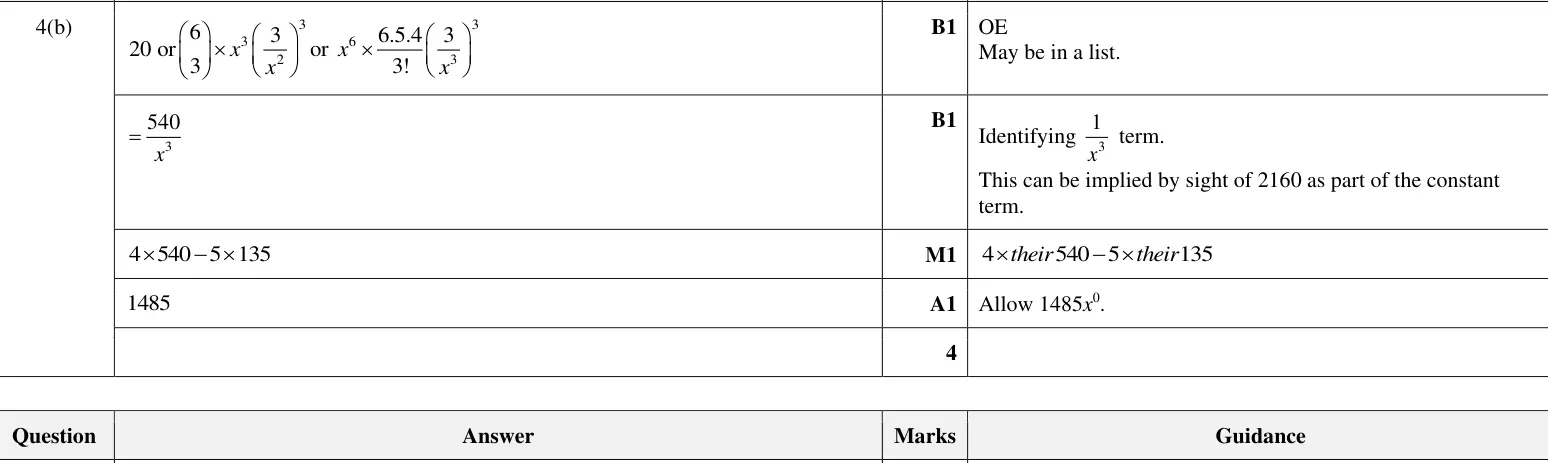 4(b) 20 or (6 3) × x³ (3/x²)³ or x⁶ × 6.5.4/3! (3/x³)³ B1 OE
May be in a list.
= 540/x³ B1 Identifying 1/x³ term.
This can be implied by sight of 2160 as part of the constant
term.
4×540−5×135 M1 4×their540−5×their135
1485 A1 Allow 1485x⁰.
4
Question Answer Marks Guidance